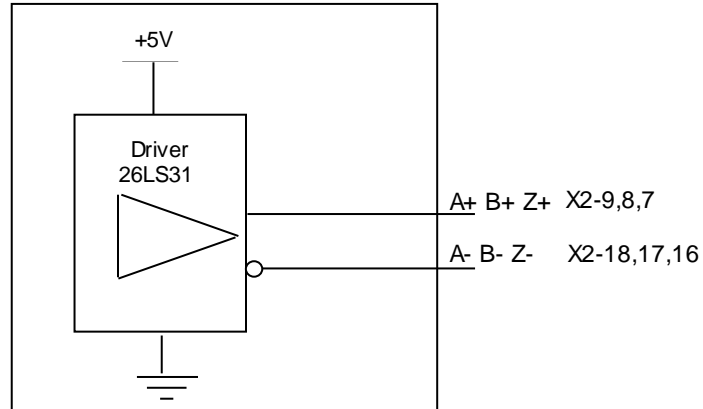 +5V
Driver
26LS31
A+ B+ Z+ X2-9,8,7
A- B- Z- X2-18,17,16